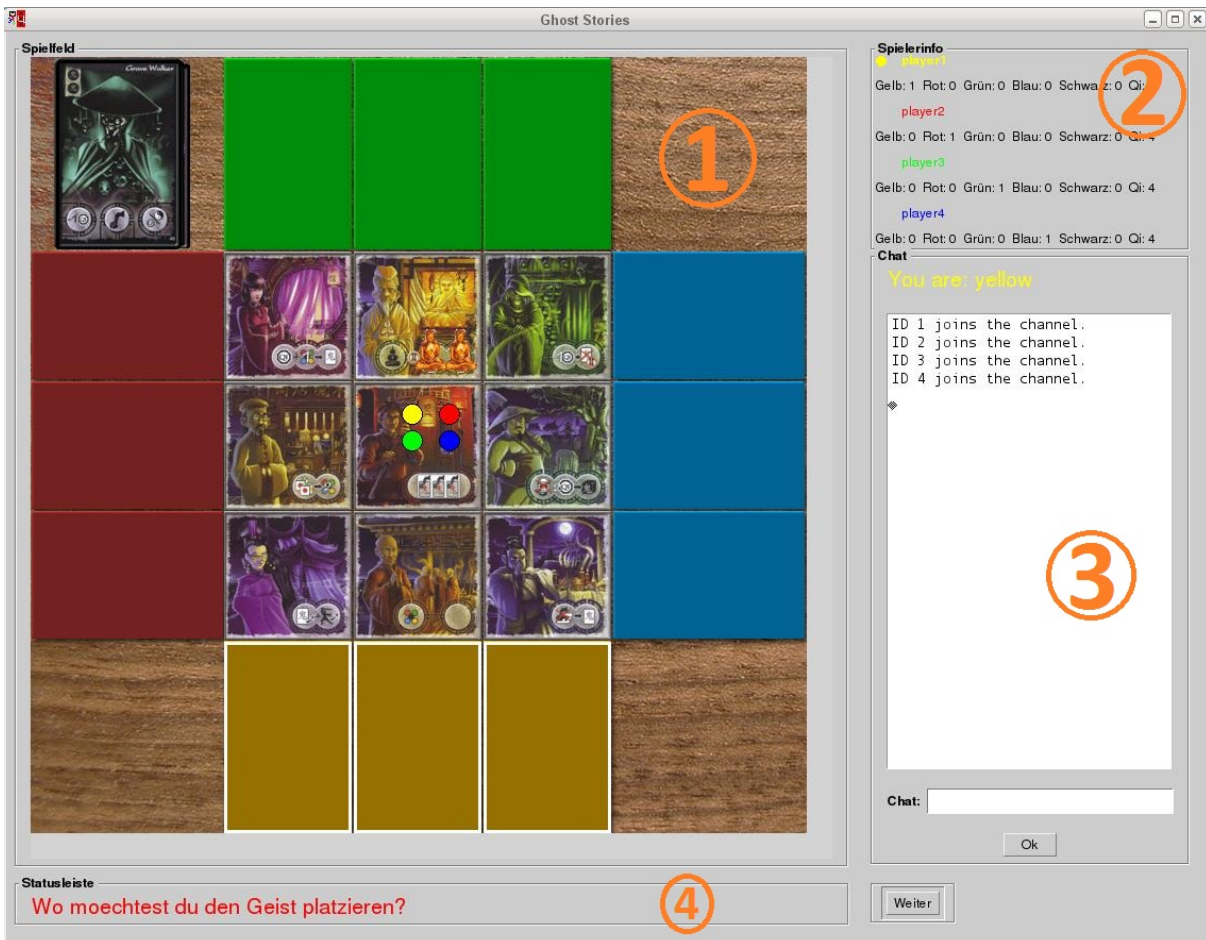 Ghost Stories
Spielfeld
Grave Walker
1
Spielerinfo
player1
2
Gelb: 1 Rot: 0 Grün: 0 Blau: 0 Schwarz: 0 Qi:
player2
Gelb: 0 Rot: 1 Grün: 0 Blau: 0 Schwarz: 0 Qi: 4
player3
Gelb: 0 Rot: 0 Grün: 1 Blau: 0 Schwarz: 0 Qi: 4
player4
Gelb: 0 Rot: 0 Grün: 0 Blau: 1 Schwarz: 0 Qi: 4
Chat
You are: yellow
ID 1 joins the channel.
ID 2 joins the channel.
ID 3 joins the channel.
ID 4 joins the channel.
3
Chat:
Ok
Statusleiste
Wo moechtest du den Geist platzieren?
4
Weiter